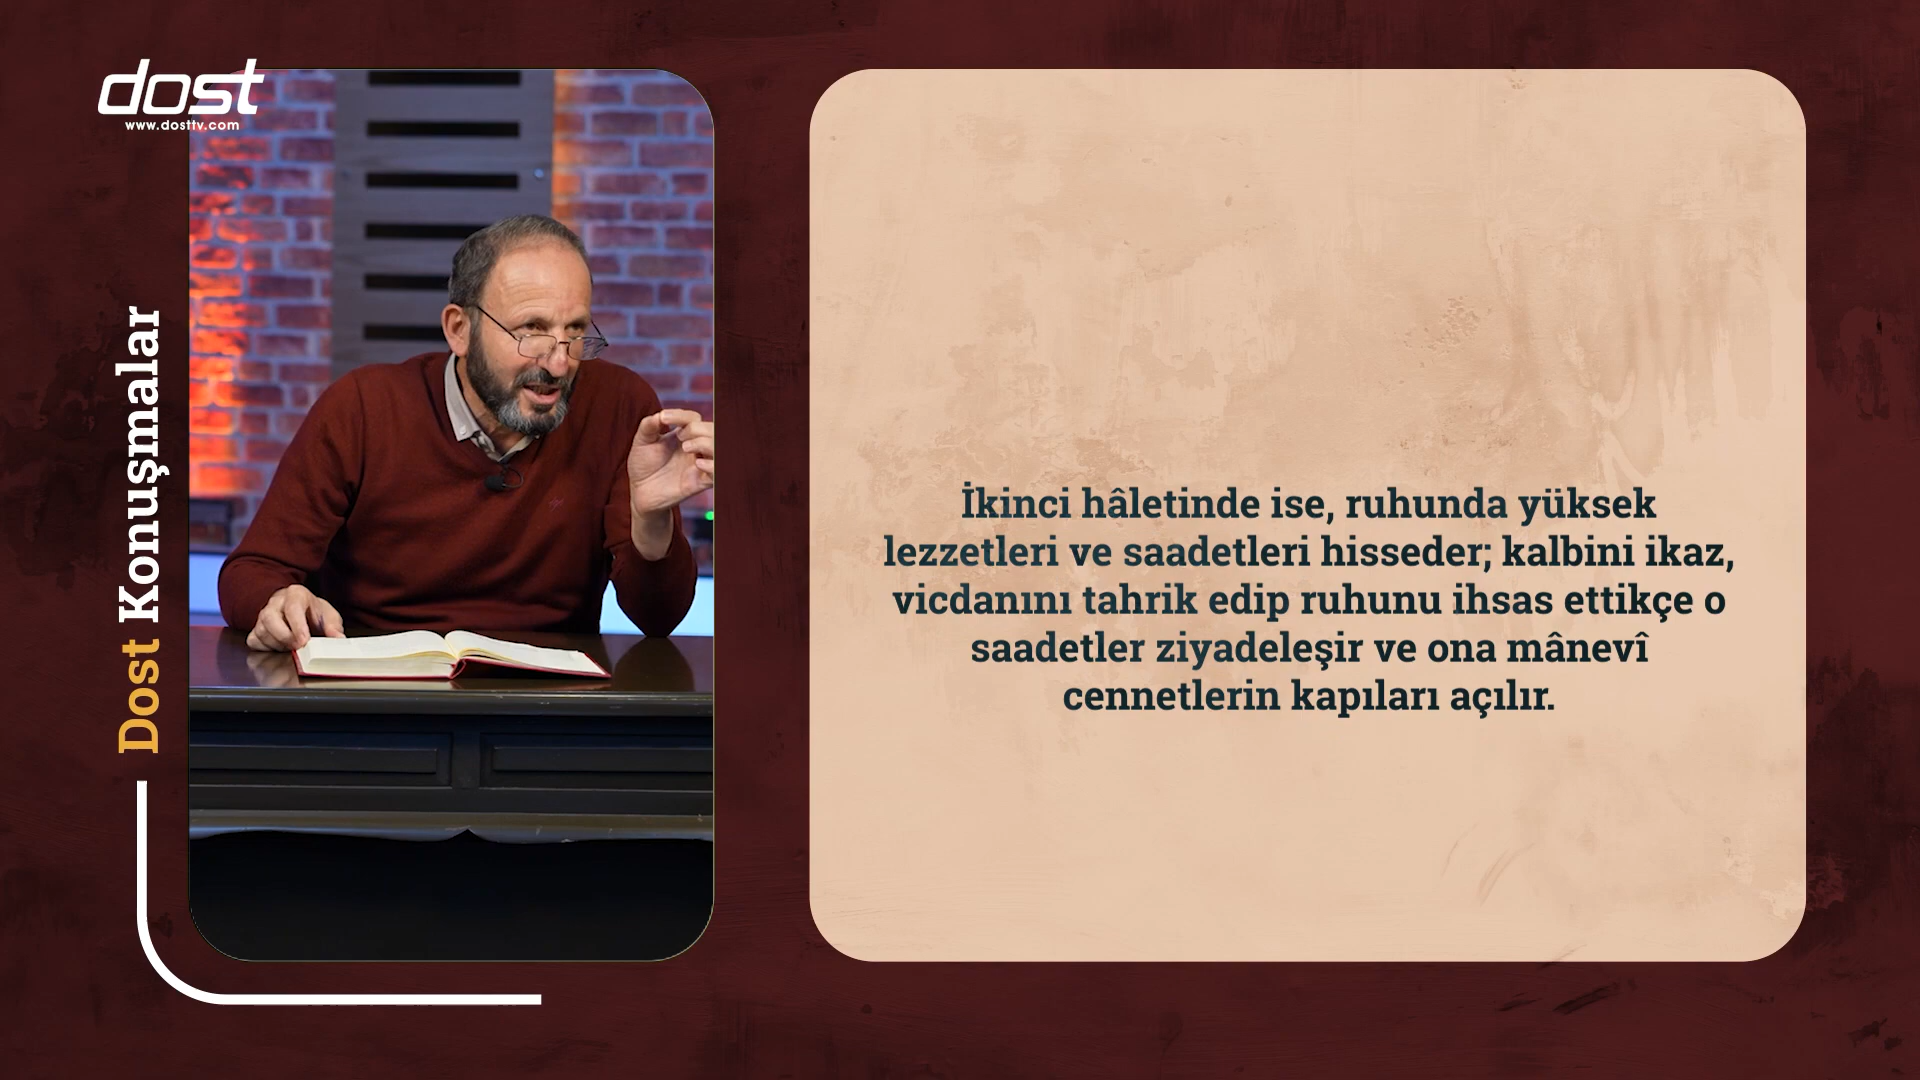 dost
www.dosttv.com
Dost Konuşmalar
İkinci hâletinde ise, ruhunda yüksek
lezzetleri ve saadetleri hisseder; kalbini ikaz,
vicdanını tahrik edip ruhunu ihsas ettikçe o
saadetler ziyadeleşir ve ona mânevî
cennetlerin kapıları açılır.